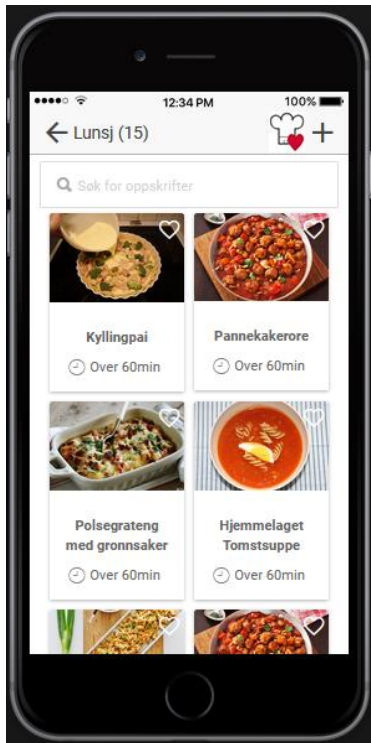 12:34 PM
100%
Lunsj (15)
Søk for oppskrifter
Kyllingpai
Over 60min
Pannekakerore
Over 60min
Polsegrateng
med gronnsaker
Over 60min
Hjemmelaget
Tomstsuppe
Over 60min